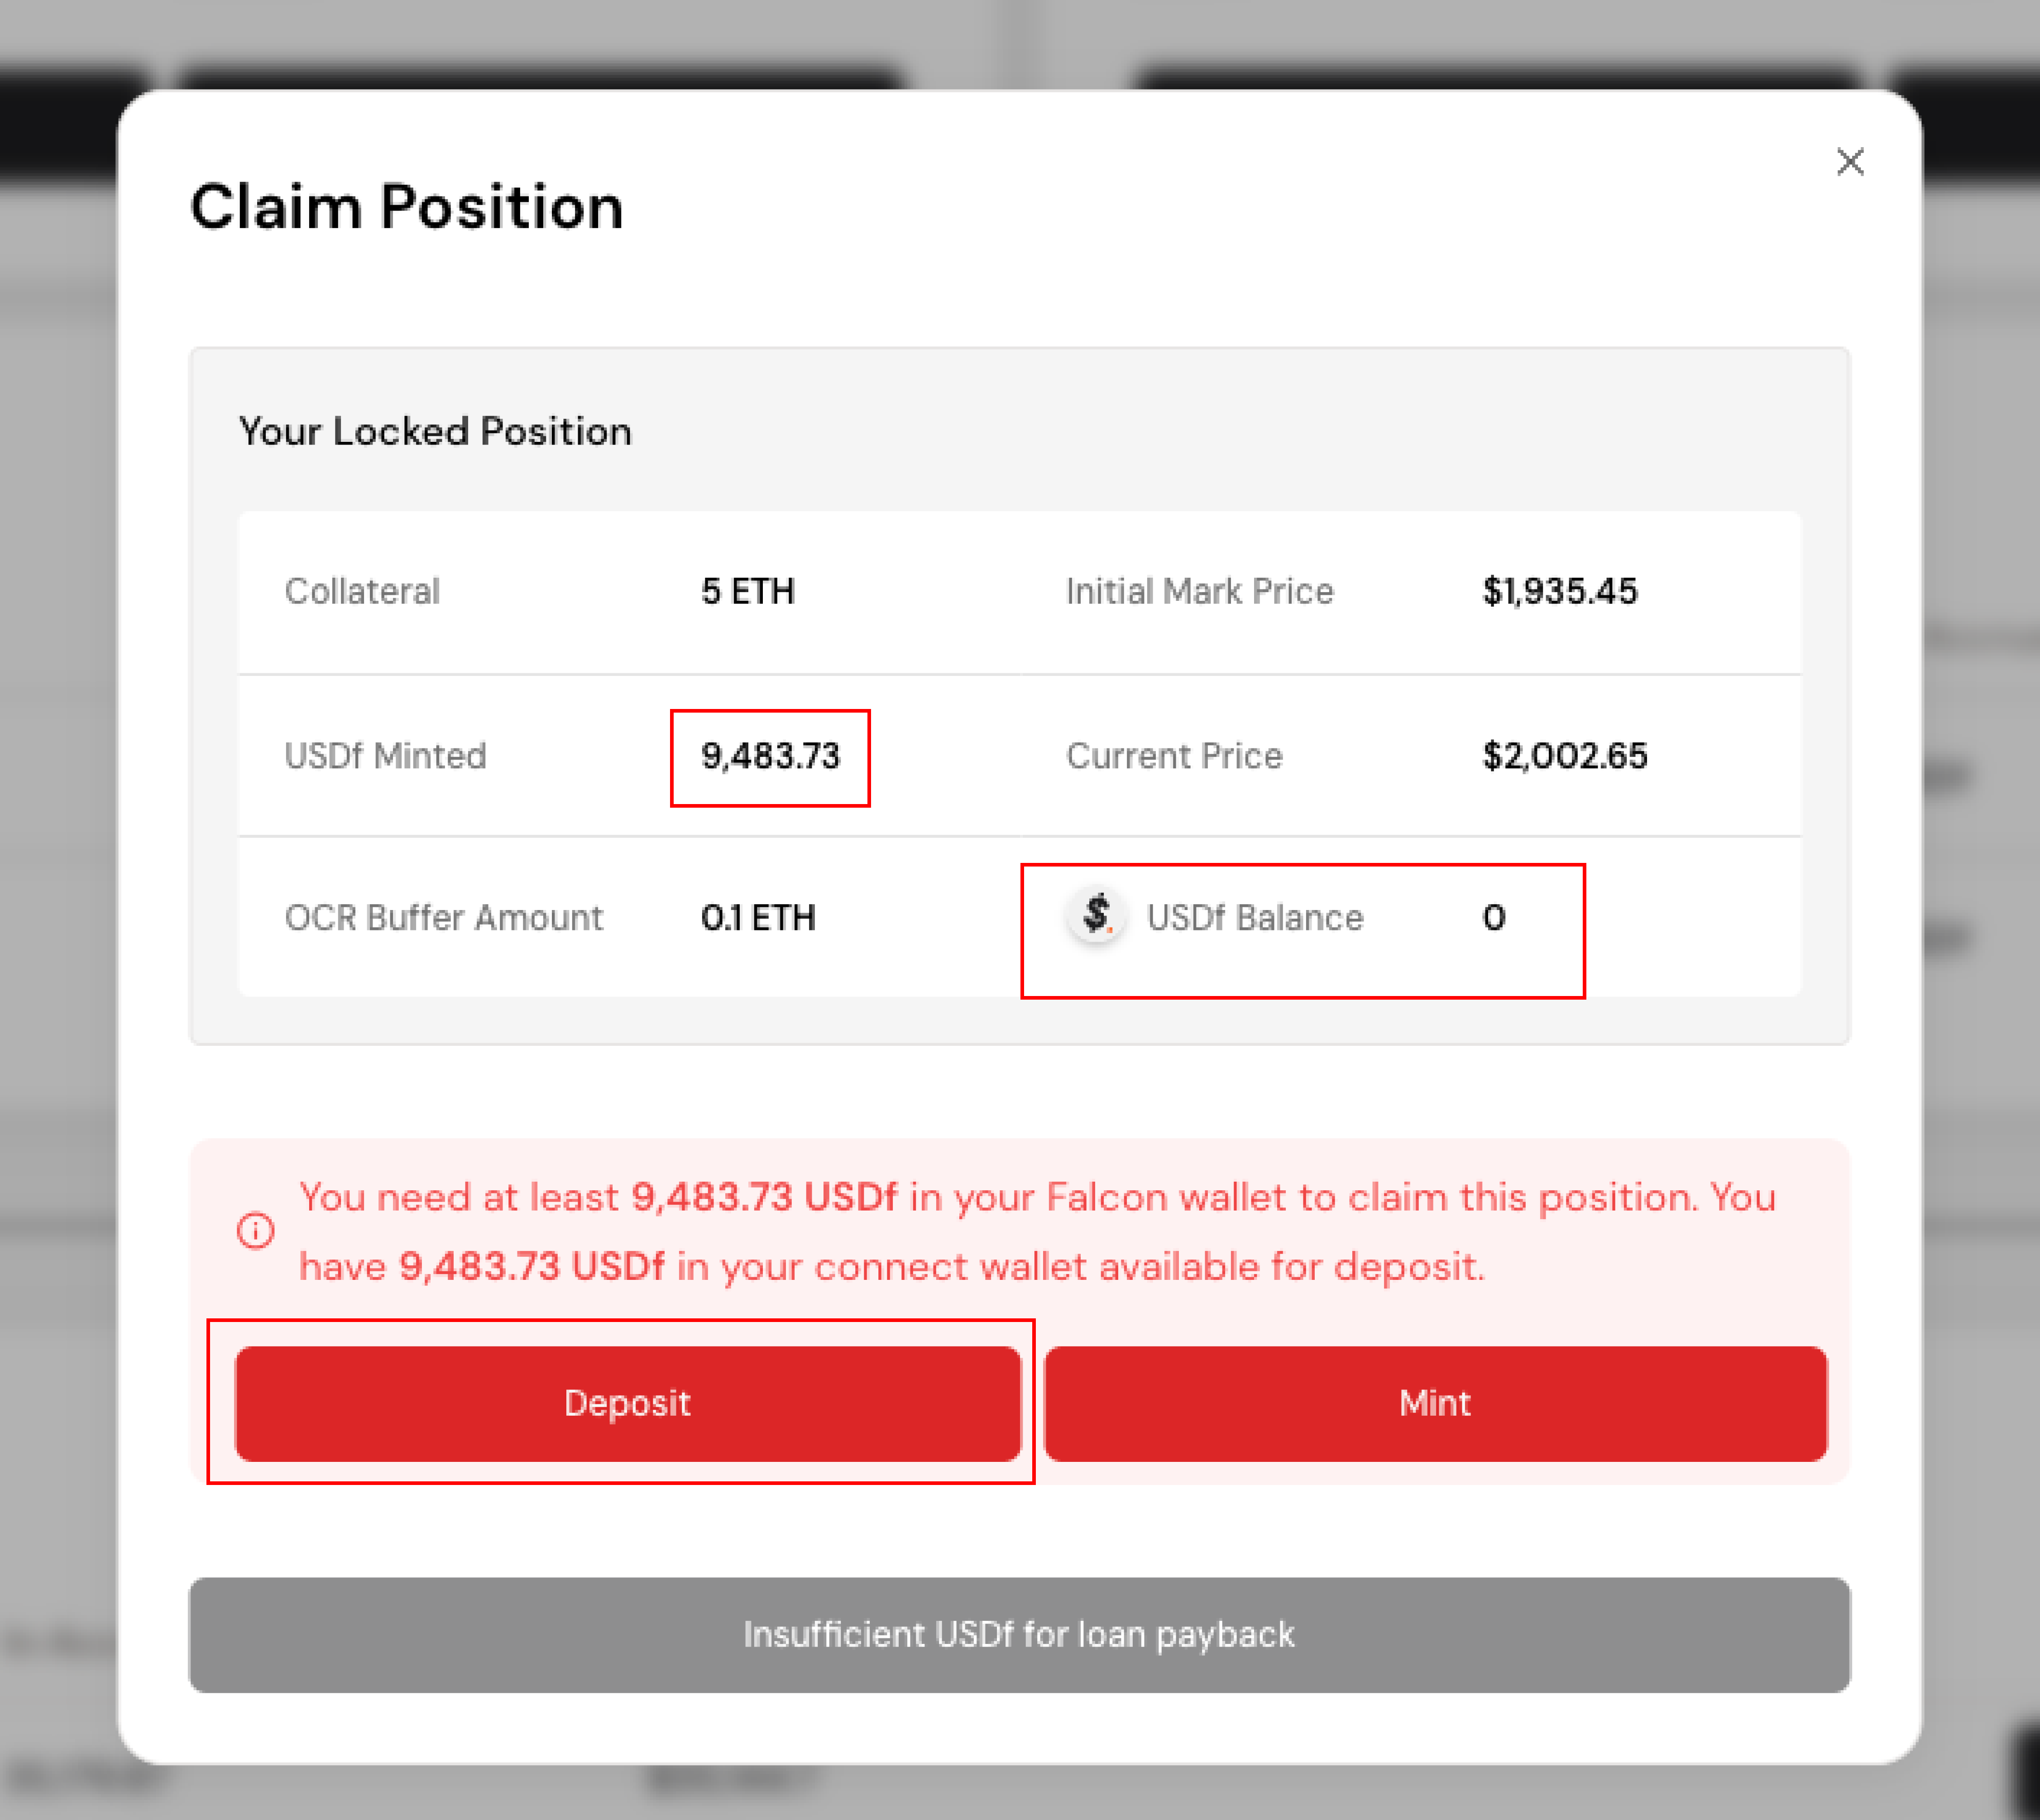 Claim Position
Your Locked Position
Collateral 5 ETH Initial Mark Price $1,935.45
USDf Minted 9,483.73 Current Price $2,002.65
OCR Buffer Amount 0.1 ETH $ USDf Balance 0
You need at least 9,483.73 USDf in your Falcon wallet to claim this position. You
have 9,483.73 USDf in your connect wallet available for deposit.
Deposit Mint
Insufficient USDf for loan payback